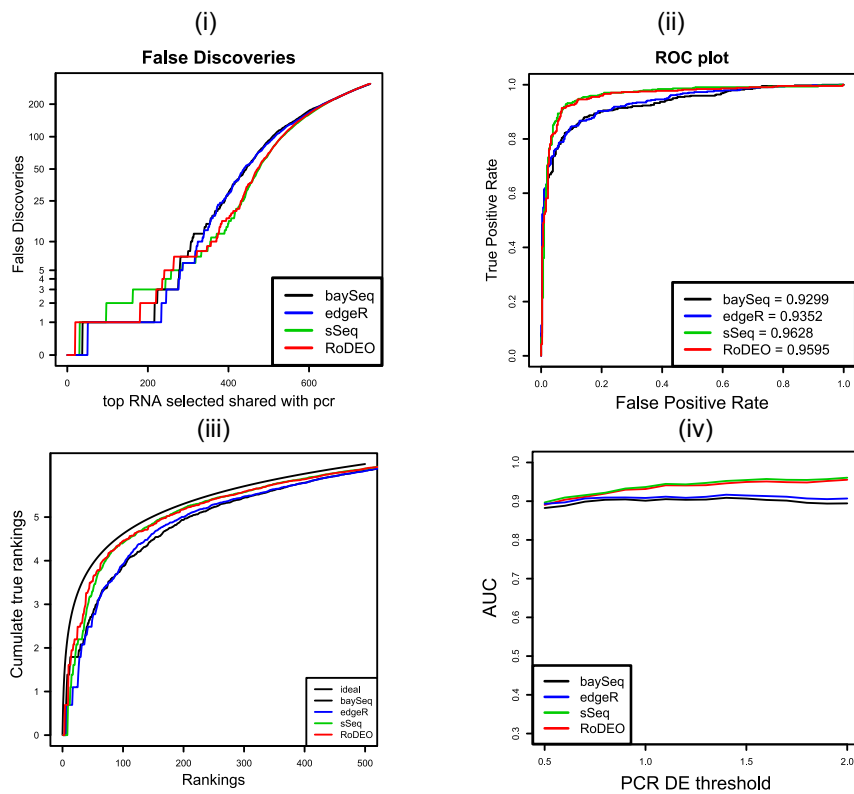 (i)
False Discoveries
False Discoveries
200
100
50
25
10
5
4
3
2
1
0
0 200 400 600
top RNA selected shared with pcr
baySeq
edgeR
sSeq
RoDEO
(ii)
ROC plot
True Positive Rate
1.0
0.8
0.6
0.4
0.2
0.0
0.0 0.2 0.4 0.6 0.8 1.0
False Positive Rate
baySeq = 0.9299
edgeR = 0.9352
sSeq = 0.9628
RoDEO = 0.9595
(iii)
Cumulate true rankings
5
4
3
2
1
0
0 100 200 300 400 500
Rankings
ideal
baySeq
edgeR
sSeq
RoDEO
(iv)
AUC
1.0
0.9
0.8
0.7
0.6
0.5
0.4
0.3
0.5 1.0 1.5 2.0
PCR DE threshold
baySeq
edgeR
sSeq
RoDEO